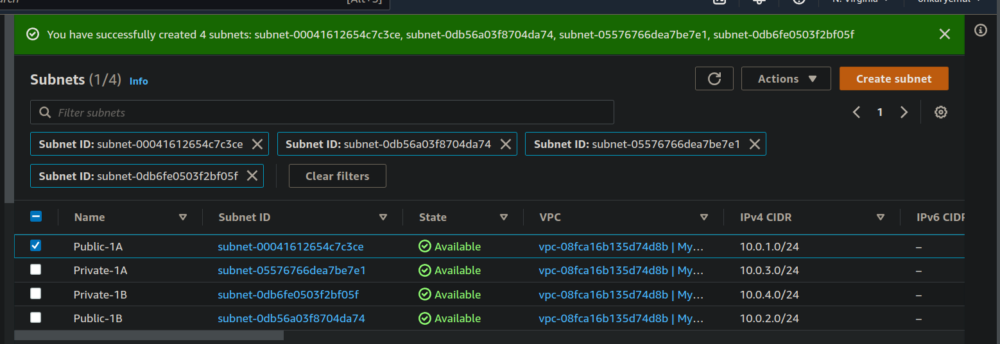 [Alt+S]
N. Virginia
You have successfully created 4 subnets: subnet-00041612654c7c3ce, subnet-0db56a03f8704da74, subnet-05576766dea7be7e1, subnet-0db6fe0503f2bf05f
Subnets (1/4) Info
Actions
Create subnet
Filter subnets
1
Subnet ID: subnet-00041612654c7c3ce
Subnet ID: subnet-0db56a03f8704da74
Subnet ID: subnet-05576766dea7be7e1
Subnet ID: subnet-0db6fe0503f2bf05f
Clear filters
Name Subnet ID State VPC IPv4 CIDR IPv6 CIDR
Public-1A subnet-00041612654c7c3ce Available vpc-08fca16b135d74d8b | My… 10.0.1.0/24 –
Private-1A subnet-05576766dea7be7e1 Available vpc-08fca16b135d74d8b | My… 10.0.3.0/24 –
Private-1B subnet-0db6fe0503f2bf05f Available vpc-08fca16b135d74d8b | My… 10.0.4.0/24 –
Public-1B subnet-0db56a03f8704da74 Available vpc-08fca16b135d74d8b | My… 10.0.2.0/24 –